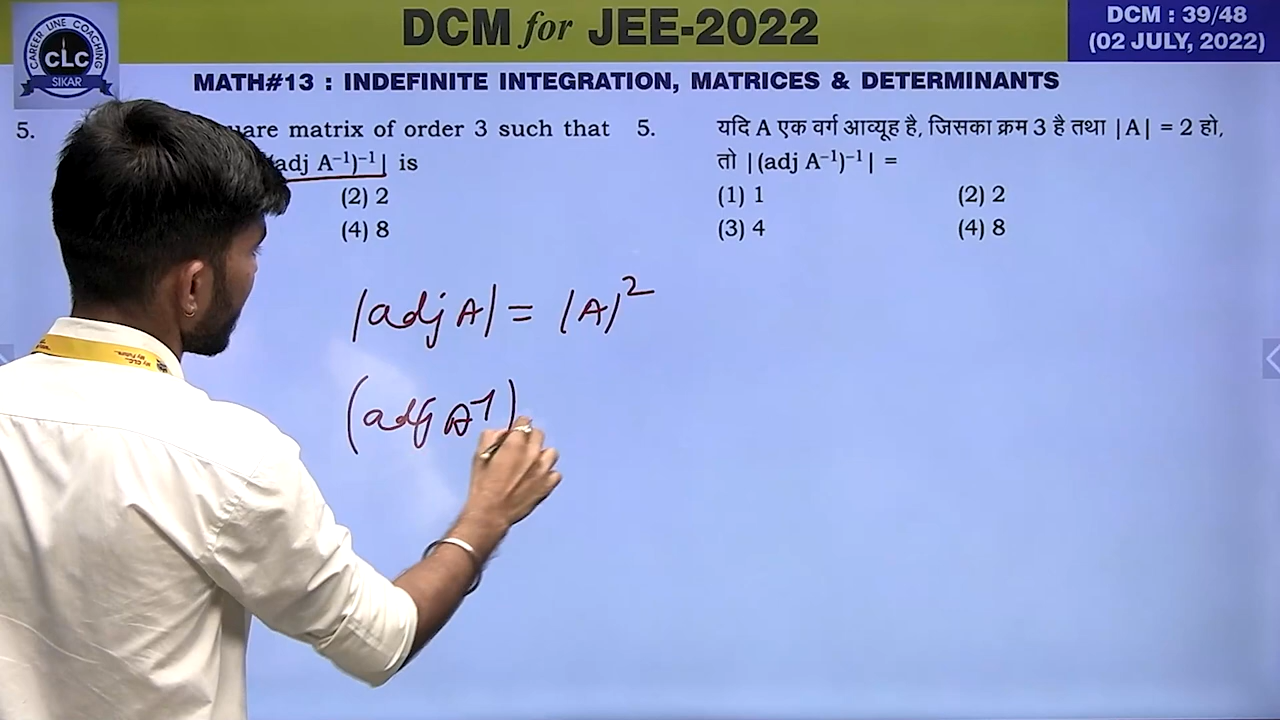 DCM for JEE-2022
DCM : 39/48
(02 JULY, 2022)
CAREER LINE COACHING
CLC
SIKAR
MATH#13 : INDEFINITE INTEGRATION, MATRICES & DETERMINANTS
5. matrix of order 3 such that
adj A⁻¹)⁻¹| is
(2) 2
(4) 8
5. यदि A एक वर्ग आव्यूह है, जिसका क्रम 3 है तथा |A| = 2 हो,
तो |(adj A⁻¹)⁻¹| =
(1) 1 (2) 2
(3) 4 (4) 8
|adj A| = |A|²
(adj A⁻¹)